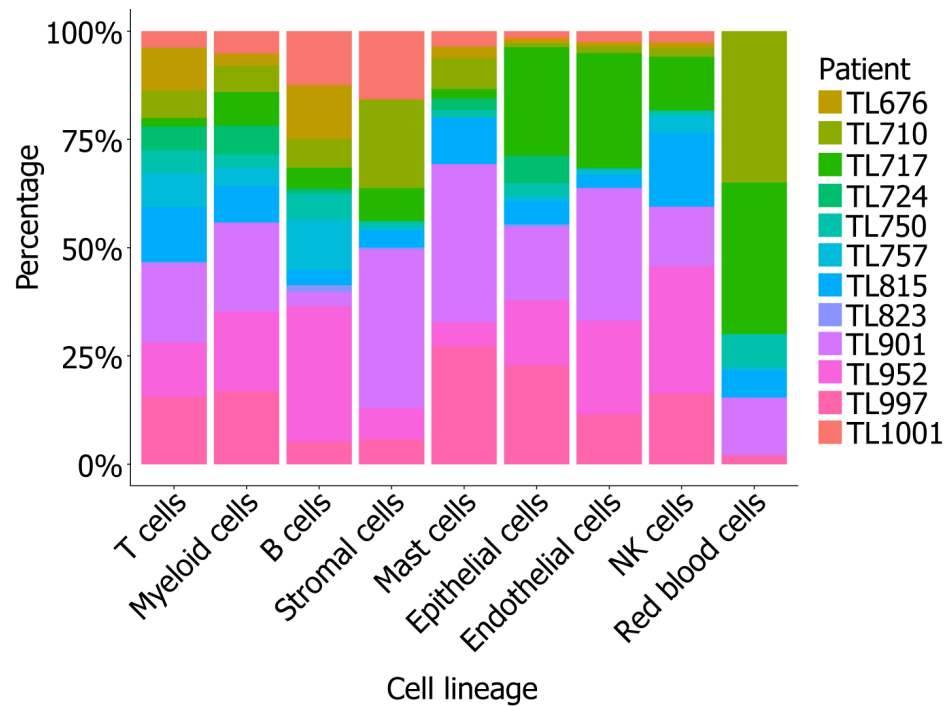 Percentage
100%
75%
50%
25%
0%
T cells
Myeloid cells
B cells
Stromal cells
Mast cells
Epithelial cells
Endothelial cells
NK cells
Red blood cells
Cell lineage
Patient
TL676
TL710
TL717
TL724
TL750
TL757
TL815
TL823
TL901
TL952
TL997
TL1001